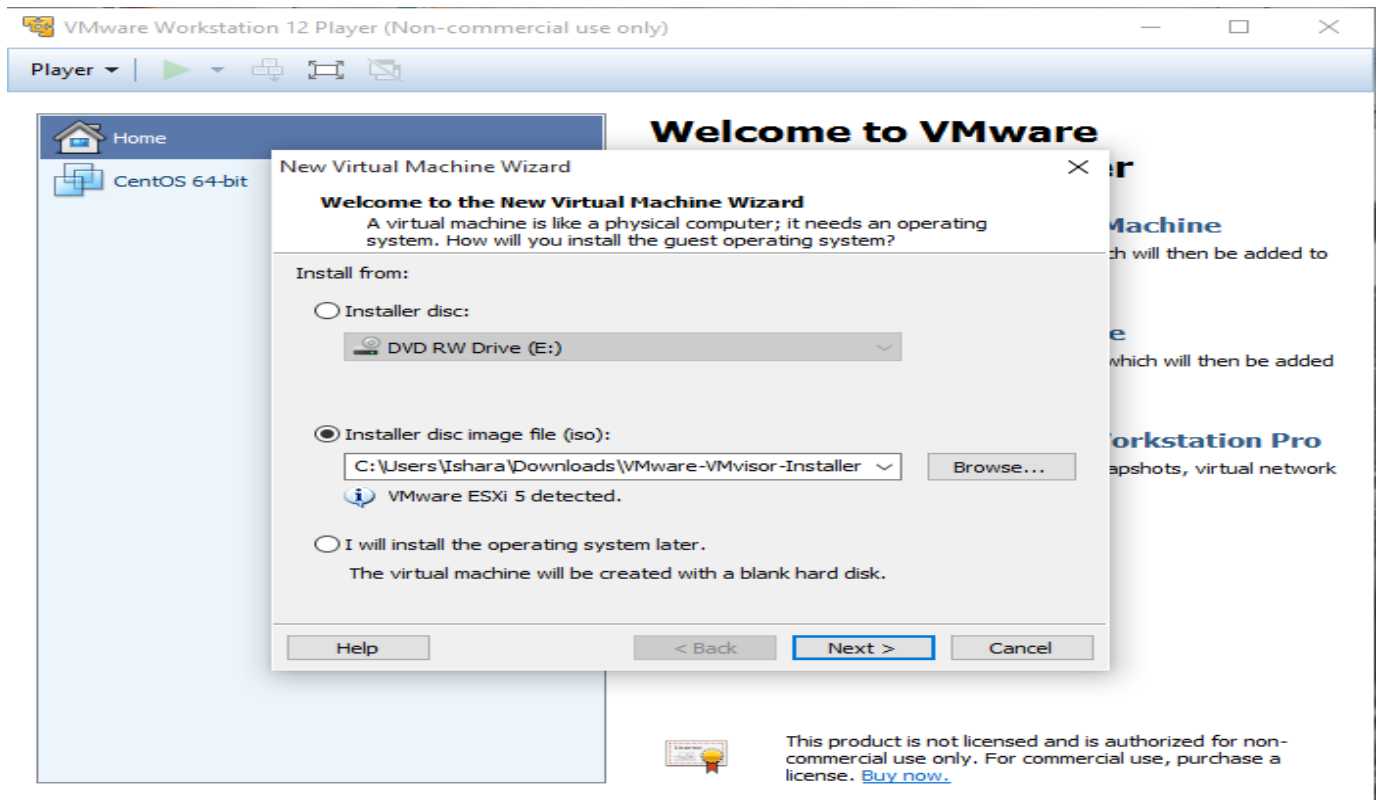 VMware Workstation 12 Player (Non-commercial use only)
Player
Home
CentOS 64-bit
Welcome to VMware
r
Machine
ch will then be added to
e
which will then be added
orkstation Pro
apshots, virtual network
New Virtual Machine Wizard
Welcome to the New Virtual Machine Wizard
A virtual machine is like a physical computer; it needs an operating
system. How will you install the guest operating system?
Install from:
Installer disc:
DVD RW Drive (E:)
Installer disc image file (iso):
C:\Users\Ishara\Downloads\VMware-VMvisor-Installer
Browse...
VMware ESXi 5 detected.
I will install the operating system later.
The virtual machine will be created with a blank hard disk.
Help
< Back
Next >
Cancel
This product is not licensed and is authorized for non-
commercial use only. For commercial use, purchase a
license. Buy now.